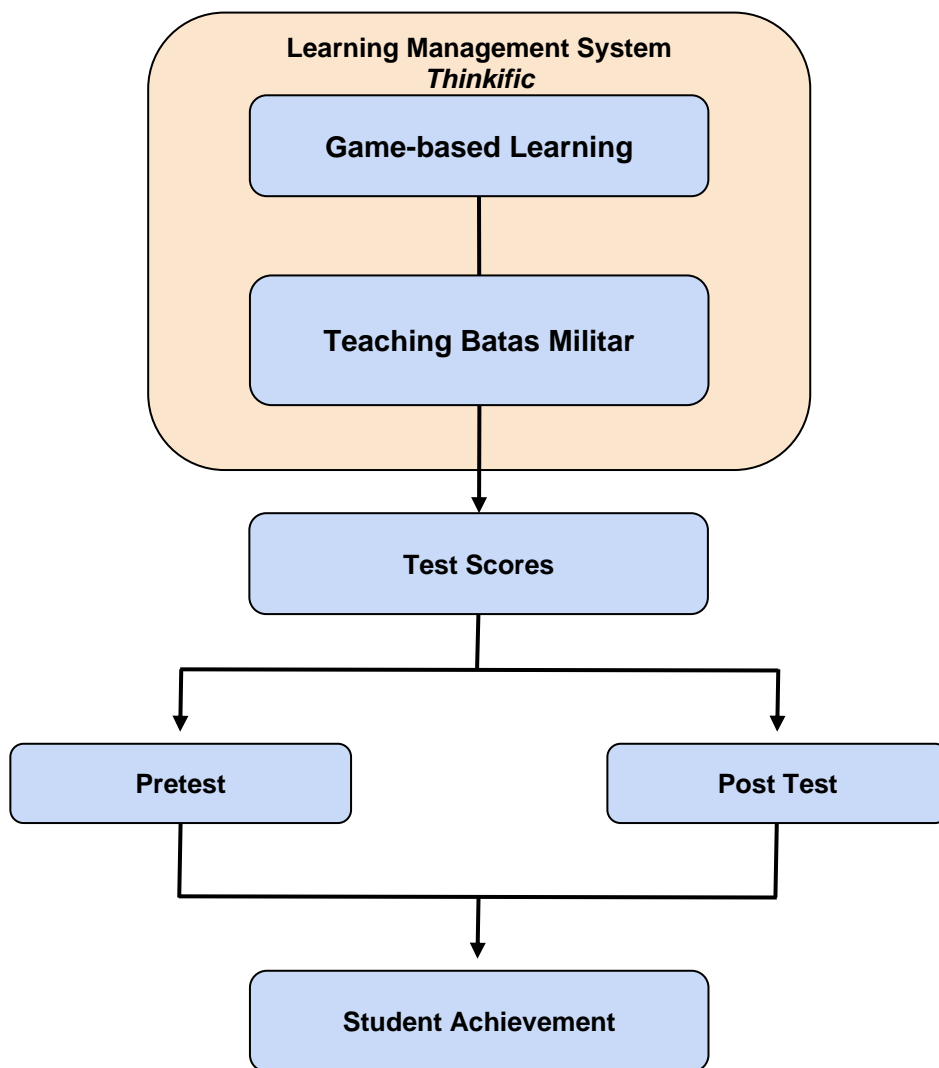 Learning Management System
Thinkific
Game-based Learning
Teaching Batas Militar
Test Scores
Pretest
Post Test
Student Achievement